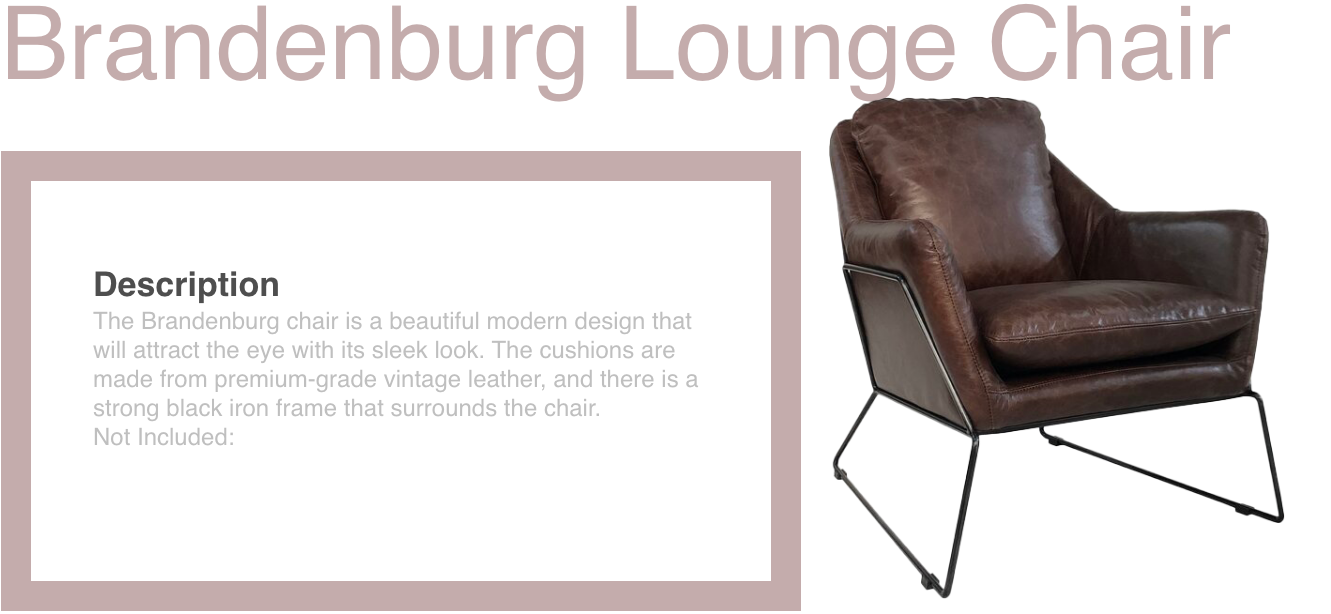 Brandenburg Lounge Chair
Description
The Brandenburg chair is a beautiful modern design that
will attract the eye with its sleek look. The cushions are
made from premium-grade vintage leather, and there is a
strong black iron frame that surrounds the chair.
Not Included: